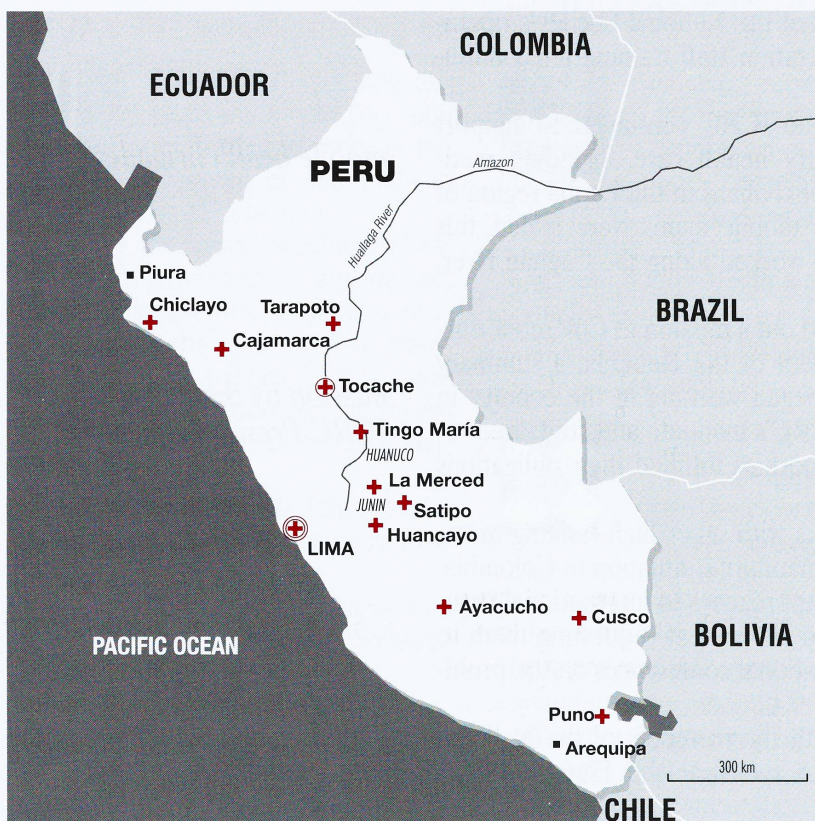 COLOMBIA
ECUADOR
PERU
Amazon
Huallaga River
Piura
Chiclayo
Tarapoto
BRAZIL
Cajamarca
Tocache
Tingo María
HUANUCO
La Merced
JUNIN
Satipo
Huancayo
LIMA
Ayacucho
Cusco
PACIFIC OCEAN
BOLIVIA
Puno
Arequipa
300 km
CHILE